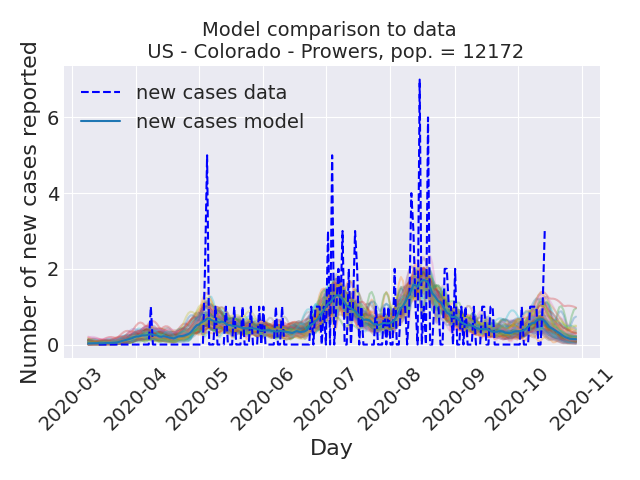 Model comparison to data
US - Colorado - Prowers, pop. = 12172
Number of new cases reported
6
4
2
0
new cases data
new cases model
2020-03
2020-04
2020-05
2020-06
2020-07
2020-08
2020-09
2020-10
2020-11
Day